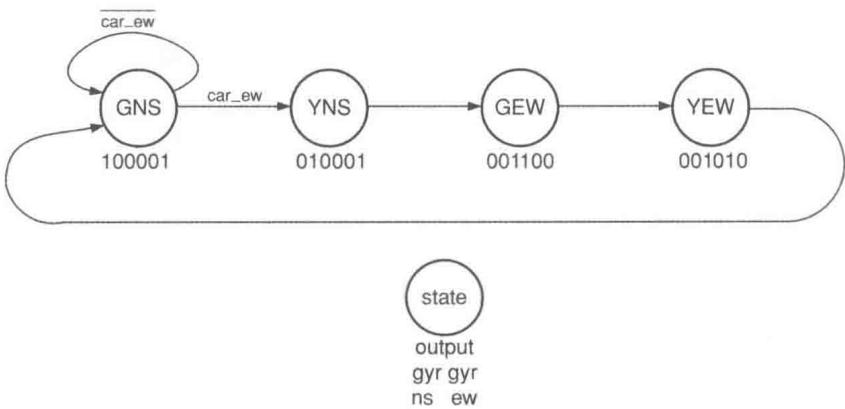 car_ew
GNS
car_ew
YNS
GEW
YEW
100001
010001
001100
001010
state
output
gyr gyr
ns ew